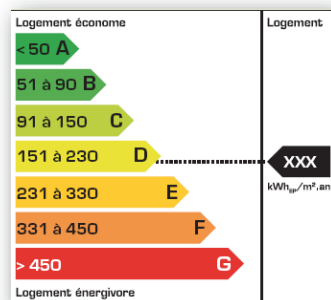 Logement économe
Logement
< 50 A
51 à 90 B
91 à 150 C
151 à 230 D
XXX
kWhEP/m².an
231 à 330 E
331 à 450 F
> 450 G
Logement énergivore